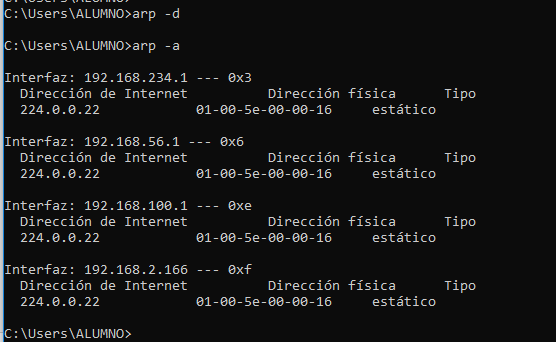 C:\Users\ALUMNO>arp -d
C:\Users\ALUMNO>arp -a
Interfaz: 192.168.234.1 --- 0x3
Dirección de Internet Dirección física Tipo
224.0.0.22 01-00-5e-00-00-16 estático
Interfaz: 192.168.56.1 --- 0x6
Dirección de Internet Dirección física Tipo
224.0.0.22 01-00-5e-00-00-16 estático
Interfaz: 192.168.100.1 --- 0xe
Dirección de Internet Dirección física Tipo
224.0.0.22 01-00-5e-00-00-16 estático
Interfaz: 192.168.2.166 --- 0xf
Dirección de Internet Dirección física Tipo
224.0.0.22 01-00-5e-00-00-16 estático
C:\Users\ALUMNO>